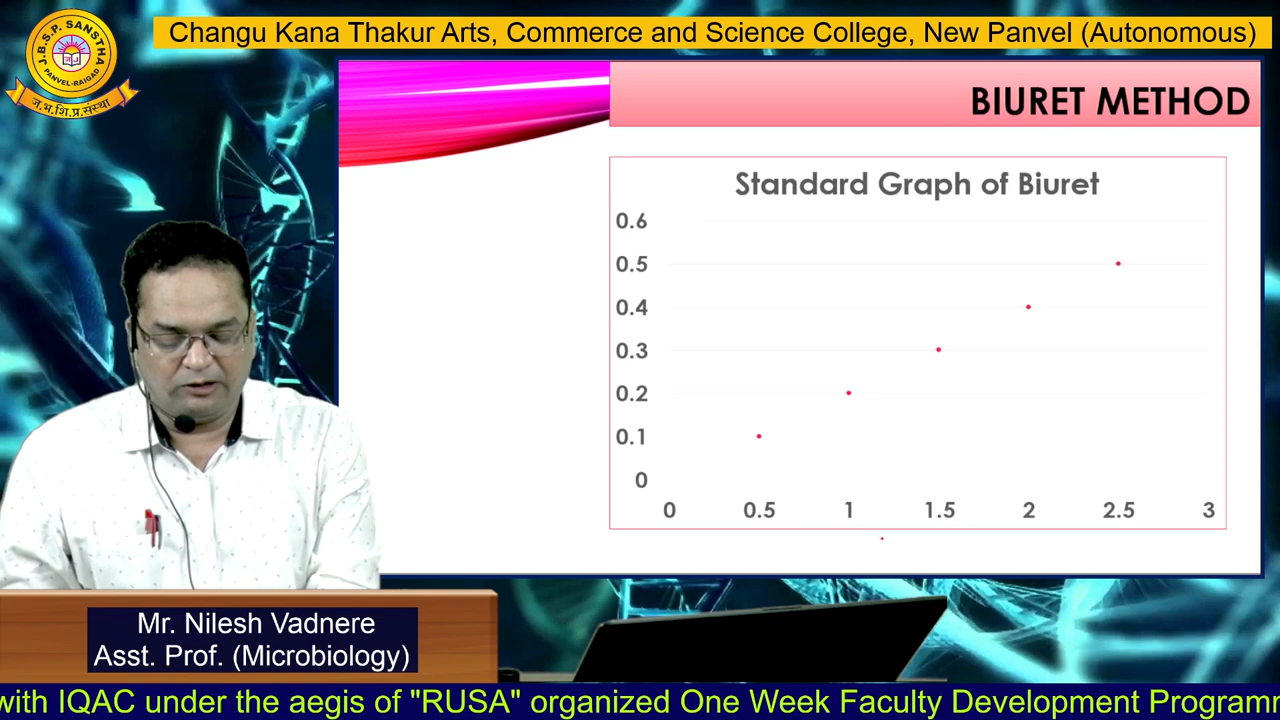 Changu Kana Thakur Arts, Commerce and Science College, New Panvel (Autonomous)
J.B.S.P. SANSTHA
PANVEL-RAIGAD
ज.भ.शि.प्र.संस्था
BIURET METHOD
Standard Graph of Biuret
0.6
0.5
0.4
0.3
0.2
0.1
0
0 0.5 1 1.5 2 2.5 3
Mr. Nilesh Vadnere
Asst. Prof. (Microbiology)
with IQAC under the aegis of "RUSA" organized One Week Faculty Development Program